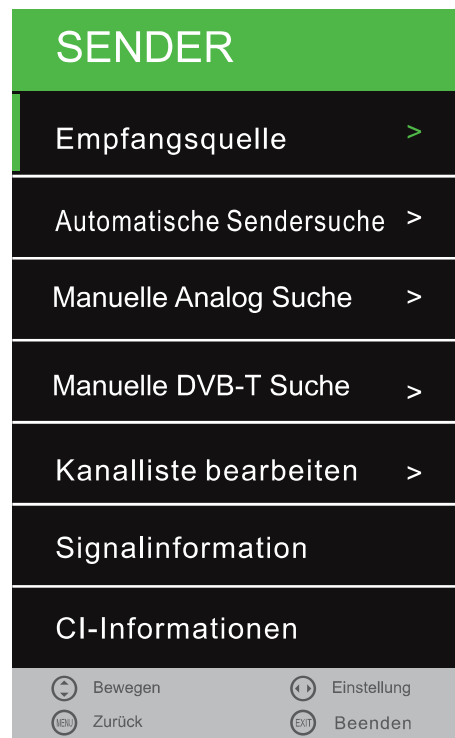 SENDER
Empfangsquelle >
Automatische Sendersuche >
Manuelle Analog Suche >
Manuelle DVB-T Suche >
Kanalliste bearbeiten >
Signalinformation
CI-Informationen
Bewegen Einstellung
MENU Zurück EXIT Beenden